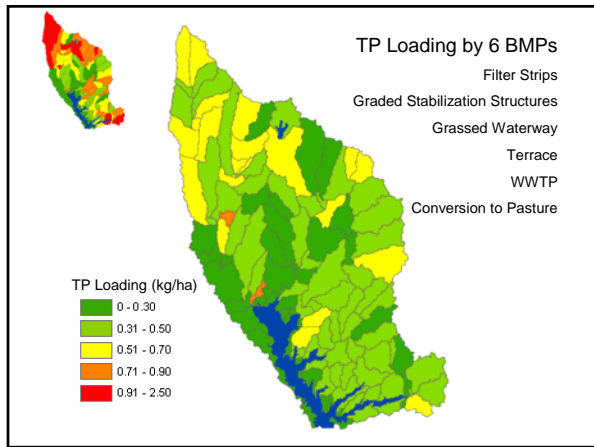 TP Loading by 6 BMPs
Filter Strips
Graded Stabilization Structures
Grassed Waterway
Terrace
WWTP
Conversion to Pasture
TP Loading (kg/ha)
0 - 0.30
0.31 - 0.50
0.51 - 0.70
0.71 - 0.90
0.91 - 2.50